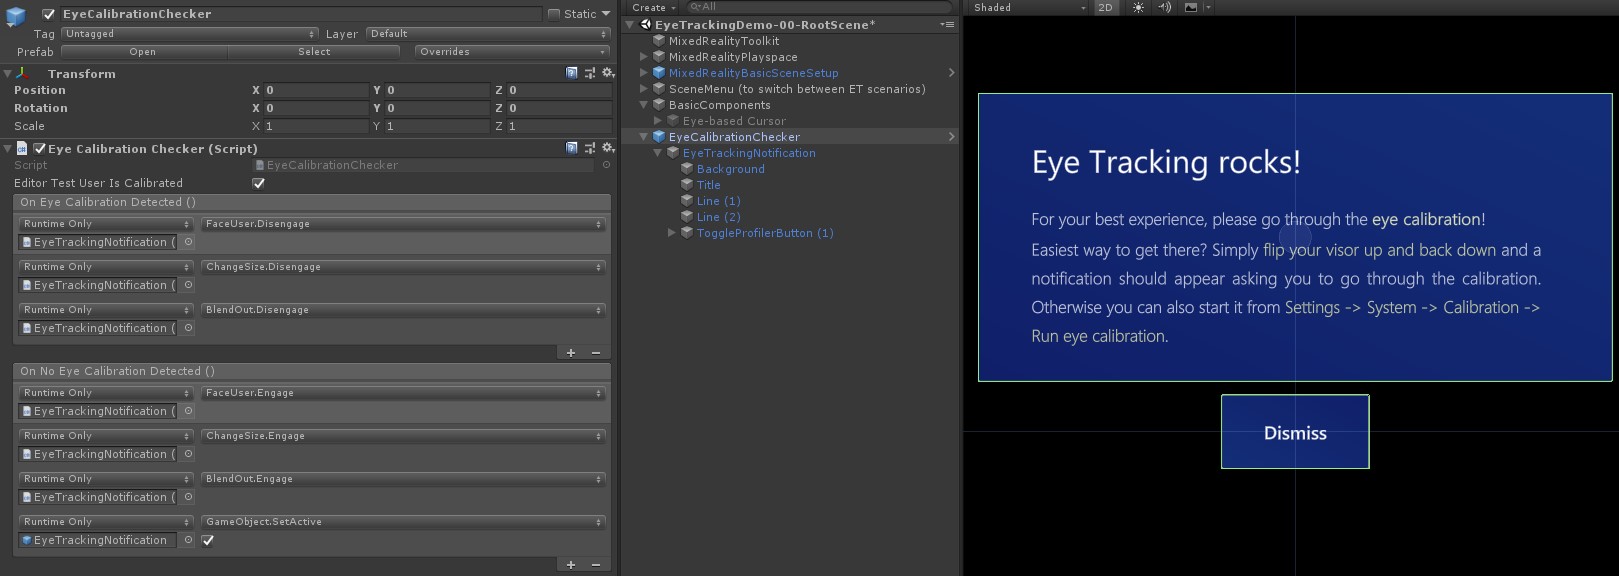 EyeCalibrationChecker
Static
Tag Untagged Layer Default
Prefab Open Select Overrides
Transform
Position X 0 Y 0 Z 0
Rotation X 0 Y 0 Z 0
Scale X 1 Y 1 Z 1
Eye Calibration Checker (Script)
Script EyeCalibrationChecker
Editor Test User Is Calibrated
On Eye Calibration Detected ()
Runtime Only FaceUser.Disengage
EyeTrackingNotification (
Runtime Only ChangeSize.Disengage
EyeTrackingNotification (
Runtime Only BlendOut.Disengage
EyeTrackingNotification (
+ −
On No Eye Calibration Detected ()
Runtime Only FaceUser.Engage
EyeTrackingNotification (
Runtime Only ChangeSize.Engage
EyeTrackingNotification (
Runtime Only BlendOut.Engage
EyeTrackingNotification (
Runtime Only GameObject.SetActive
EyeTrackingNotification
+ −
Create All
EyeTrackingDemo-00-RootScene*
MixedRealityToolkit
MixedRealityPlayspace
MixedRealityBasicSceneSetup
SceneMenu (to switch between ET scenarios)
BasicComponents
Eye-based Cursor
EyeCalibrationChecker
EyeTrackingNotification
Background
Title
Line (1)
Line (2)
ToggleProfilerButton (1)
Shaded 2D
Eye Tracking rocks!
For your best experience, please go through the eye calibration!
Easiest way to get there? Simply flip your visor up and back down and a
notification should appear asking you to go through the calibration.
Otherwise you can also start it from Settings -> System -> Calibration ->
Run eye calibration.
Dismiss